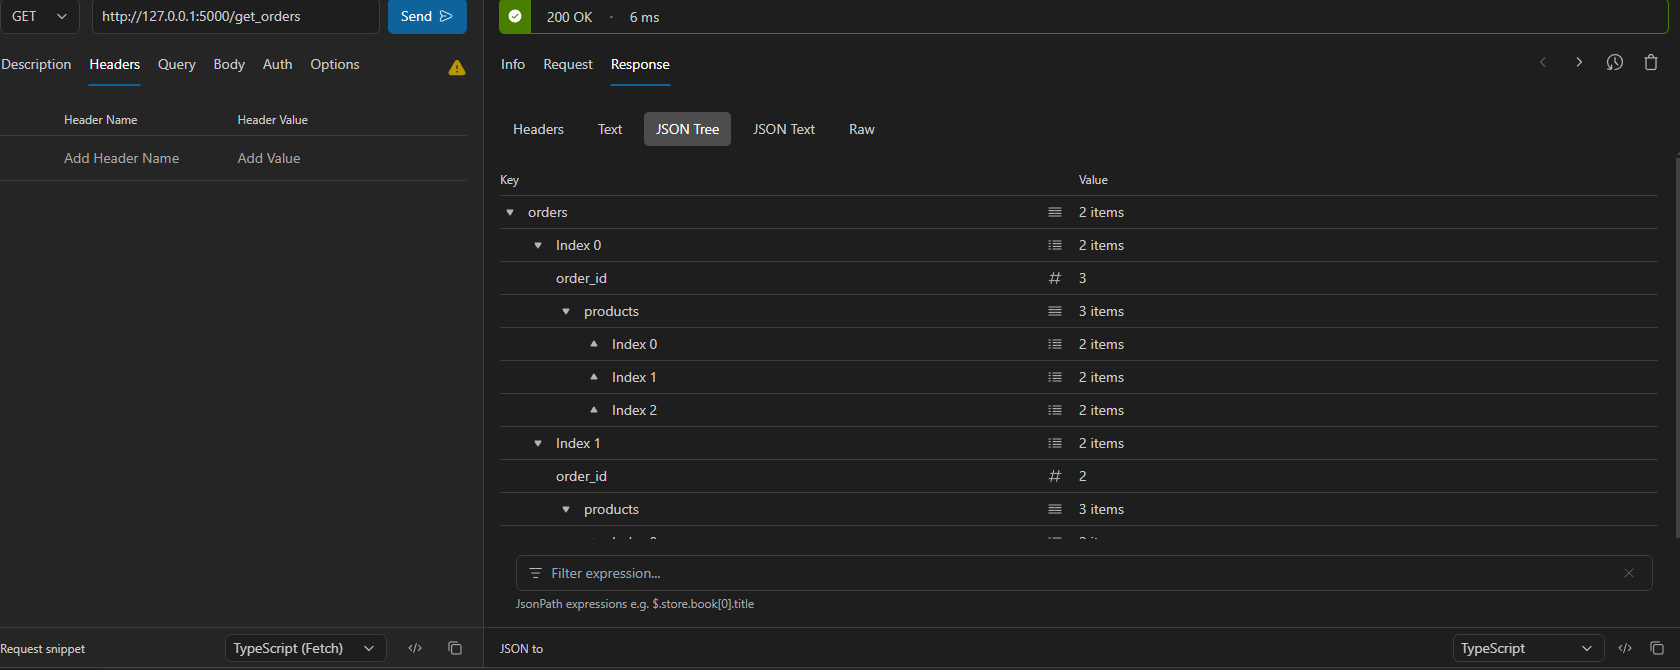 GET
http://127.0.0.1:5000/get_orders
Send
Description Headers Query Body Auth Options
Header Name Header Value
Add Header Name Add Value
Request snippet
TypeScript (Fetch)
200 OK · 6 ms
Info Request Response
Headers Text JSON Tree JSON Text Raw
Key Value
orders 2 items
Index 0 2 items
order_id # 3
products 3 items
Index 0 2 items
Index 1 2 items
Index 2 2 items
Index 1 2 items
order_id # 2
products 3 items
Filter expression...
JsonPath expressions e.g. $.store.book[0].title
JSON to
TypeScript